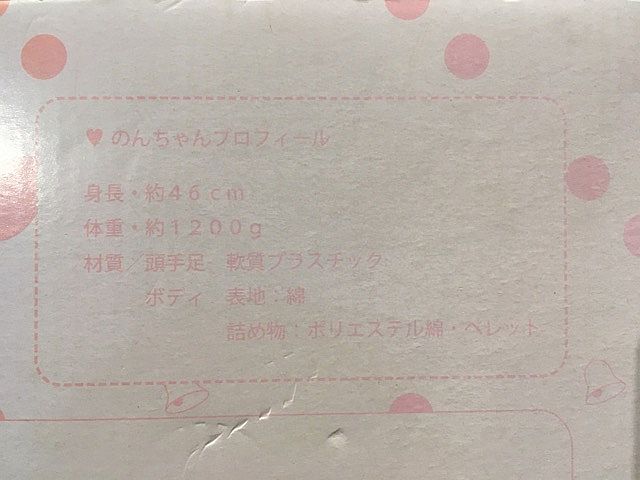 ♥ のんちゃんプロフィール
身長・約４６ｃｍ
体重・約１２００ｇ
材質／頭手足　軟質プラスチック
ボディ　表地：綿
詰め物：ポリエステル綿・ペレット